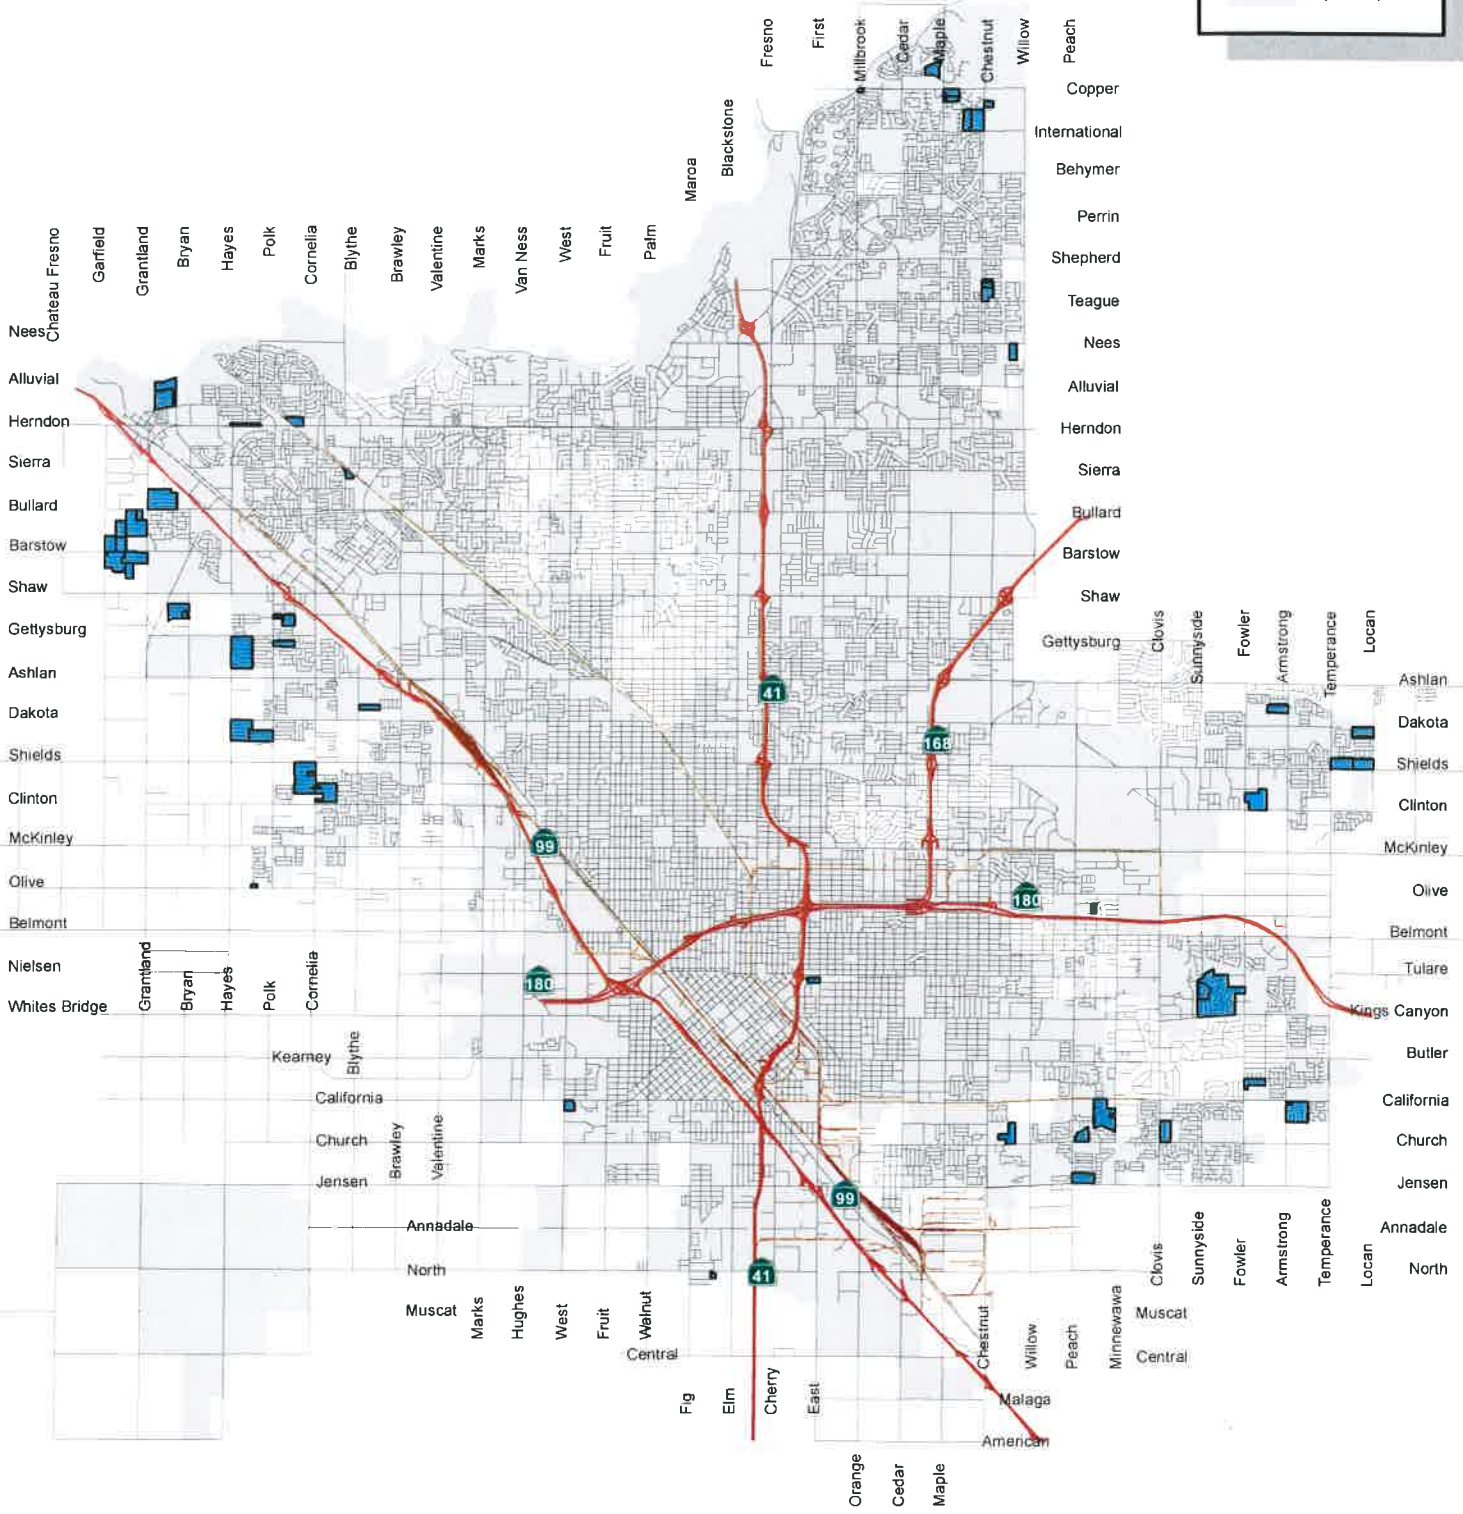 Fresno
First
Millbrook
Cedar
Maple
Chestnut
Willow
Peach
Copper
International
Behymer
Perrin
Shepherd
Teague
Nees
Alluvial
Herndon
Sierra
Bullard
Barstow
Shaw
Gettysburg
Maroa
Blackstone
Chateau Fresno
Garfield
Grantland
Bryan
Hayes
Polk
Cornelia
Blythe
Brawley
Valentine
Marks
Van Ness
West
Fruit
Palm
Nees
Alluvial
Herndon
Sierra
Bullard
Barstow
Shaw
Gettysburg
Ashlan
Dakota
Shields
Clinton
McKinley
Olive
Belmont
Nielsen
Whites Bridge
Clovis
Sunnyside
Fowler
Armstrong
Temperance
Locan
Ashlan
Dakota
Shields
Clinton
McKinley
Olive
Belmont
Tulare
Kings Canyon
Butler
California
Church
Jensen
Annadale
North
41
168
99
180
180
99
41
Grantland
Bryan
Hayes
Polk
Cornelia
Kearney
Blythe
California
Church
Jensen
Brawley
Valentine
Annadale
North
Muscat
Marks
Hughes
West
Fruit
Walnut
Central
Fig
Elm
Cherry
East
Orange
Cedar
Maple
Chestnut
Willow
Peach
Minnewawa
Clovis
Sunnyside
Fowler
Armstrong
Temperance
Locan
Muscat
Central
Malaga
American